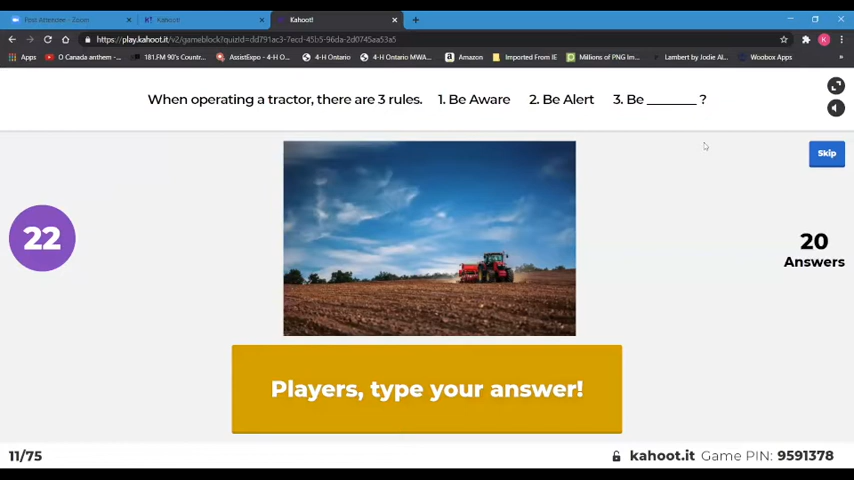 Post Attendee - Zoom
Kahoot!
Kahoot!
https://play.kahoot.it/v2/gameblock?quizId=dd791ac3-7ecd-45b5-96da-2d0745aa53a5
Apps O Canada anthem -... 181.FM 90's Countr... AssistExpo - 4-H O... 4-H Ontario 4-H Ontario MWA... Amazon Imported From IE Millions of PNG Im... Lambert by Jodie Al... Woobox Apps
When operating a tractor, there are 3 rules. 1. Be Aware 2. Be Alert 3. Be _______ ?
Skip
22
20
Answers
Players, type your answer!
11/75
kahoot.it Game PIN: 9591378